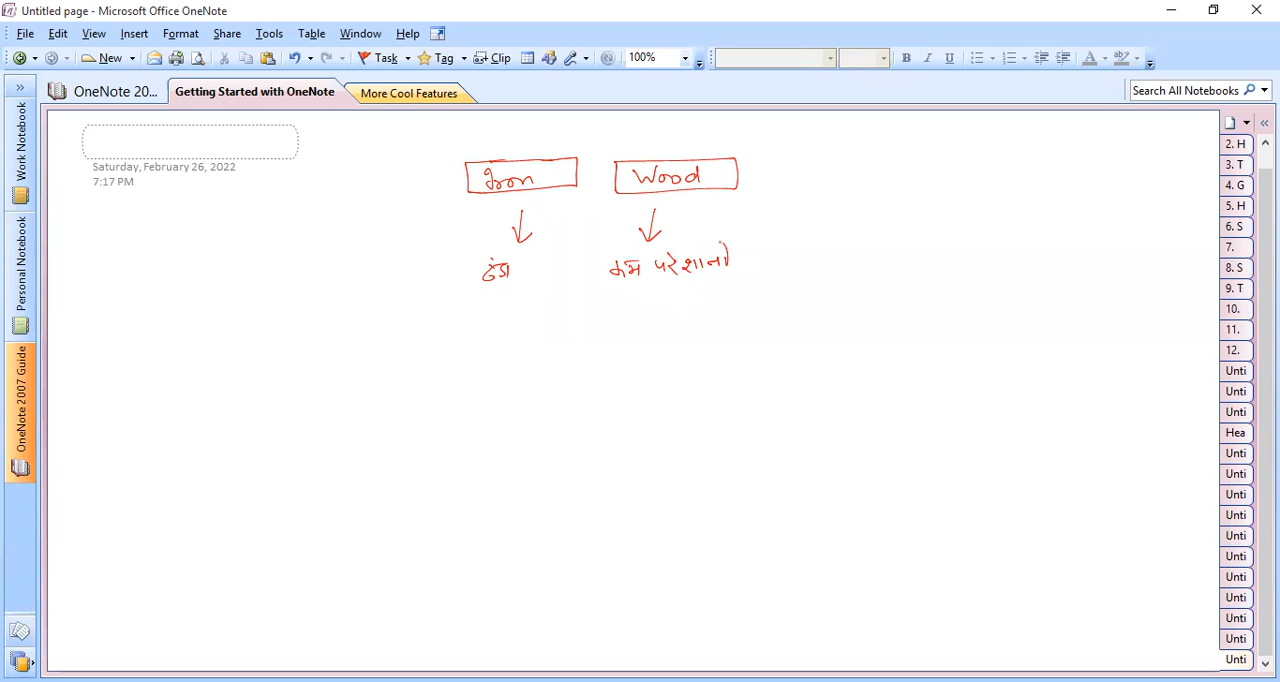 Untitled page - Microsoft Office OneNote
File Edit View Insert Format Share Tools Table Window Help
New Task Tag Clip 100% B I U A ab
OneNote 20... Getting Started with OneNote More Cool Features Search All Notebooks
Work Notebook
Personal Notebook
OneNote 2007 Guide
Saturday, February 26, 2022
7:17 PM
Iron Wood
ઠંડા પરેશાની
2. H
3. T
4. G
5. H
6. S
7.
8. S
9. T
10.
11.
12.
Unti
Unti
Unti
Hea
Unti
Unti
Unti
Unti
Unti
Unti
Unti
Unti
Unti
Unti
Unti